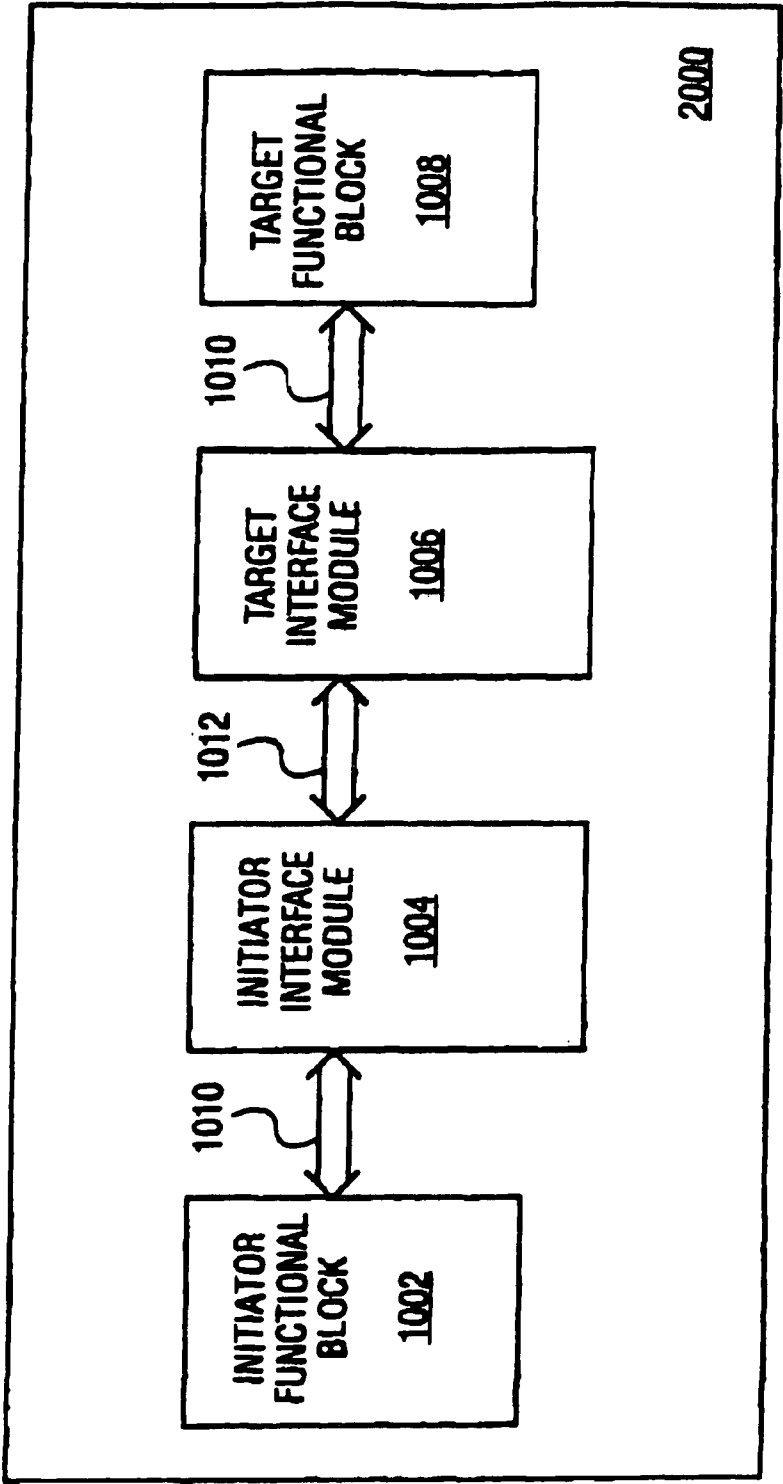 INITIATOR
FUNCTIONAL
BLOCK
1002
1010
INITIATOR
INTERFACE
MODULE
1004
1012
TARGET
INTERFACE
MODULE
1006
1010
TARGET
FUNCTIONAL
BLOCK
1008
2000